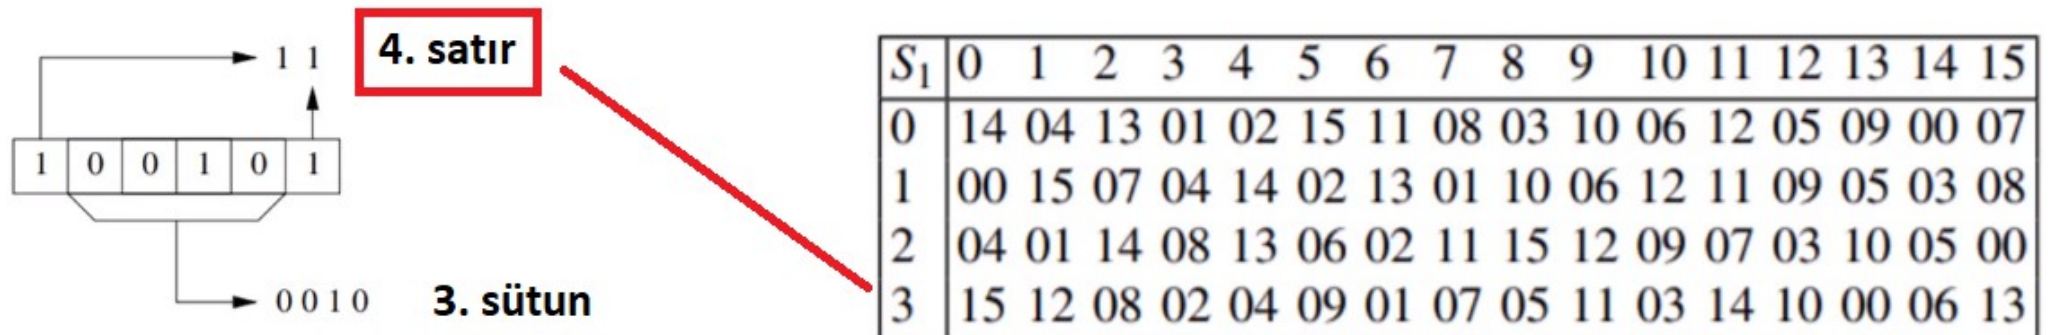 1 1
4. satır
1 0 0 1 0 1
0 0 1 0
3. sütun
S1 0 1 2 3 4 5 6 7 8 9 10 11 12 13 14 15
0 14 04 13 01 02 15 11 08 03 10 06 12 05 09 00 07
1 00 15 07 04 14 02 13 01 10 06 12 11 09 05 03 08
2 04 01 14 08 13 06 02 11 15 12 09 07 03 10 05 00
3 15 12 08 02 04 09 01 07 05 11 03 14 10 00 06 13